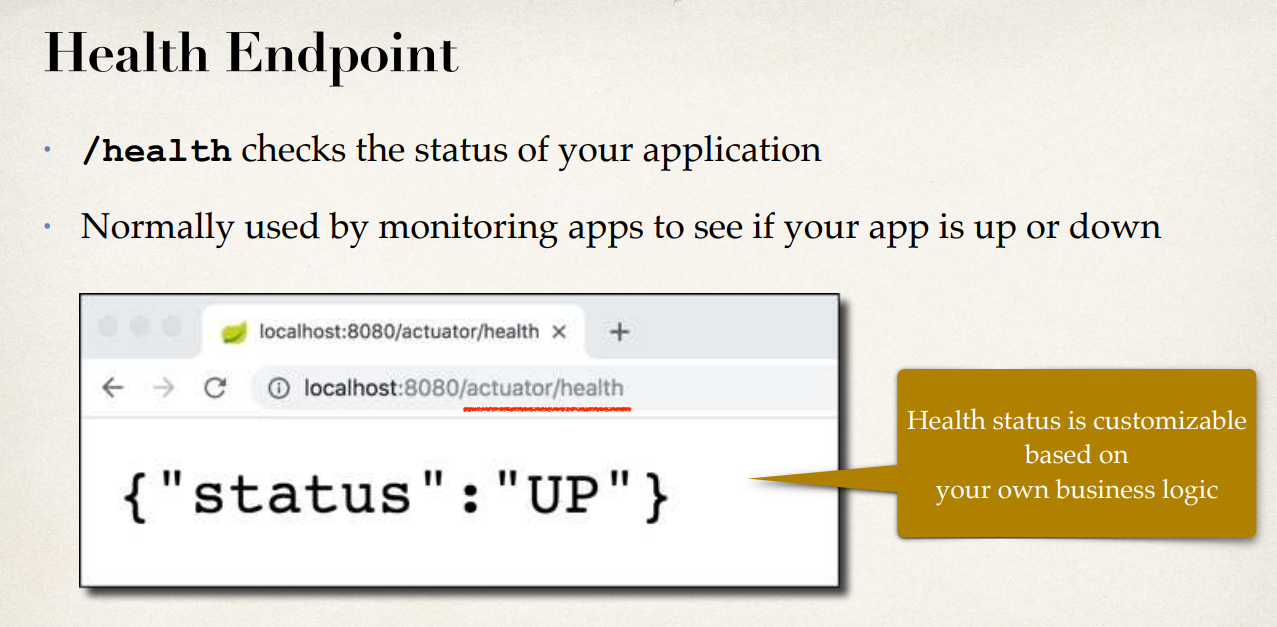 Health Endpoint
• /health checks the status of your application
• Normally used by monitoring apps to see if your app is up or down
localhost:8080/actuator/health
localhost:8080/actuator/health
{"status":"UP"}
Health status is customizable
based on
your own business logic